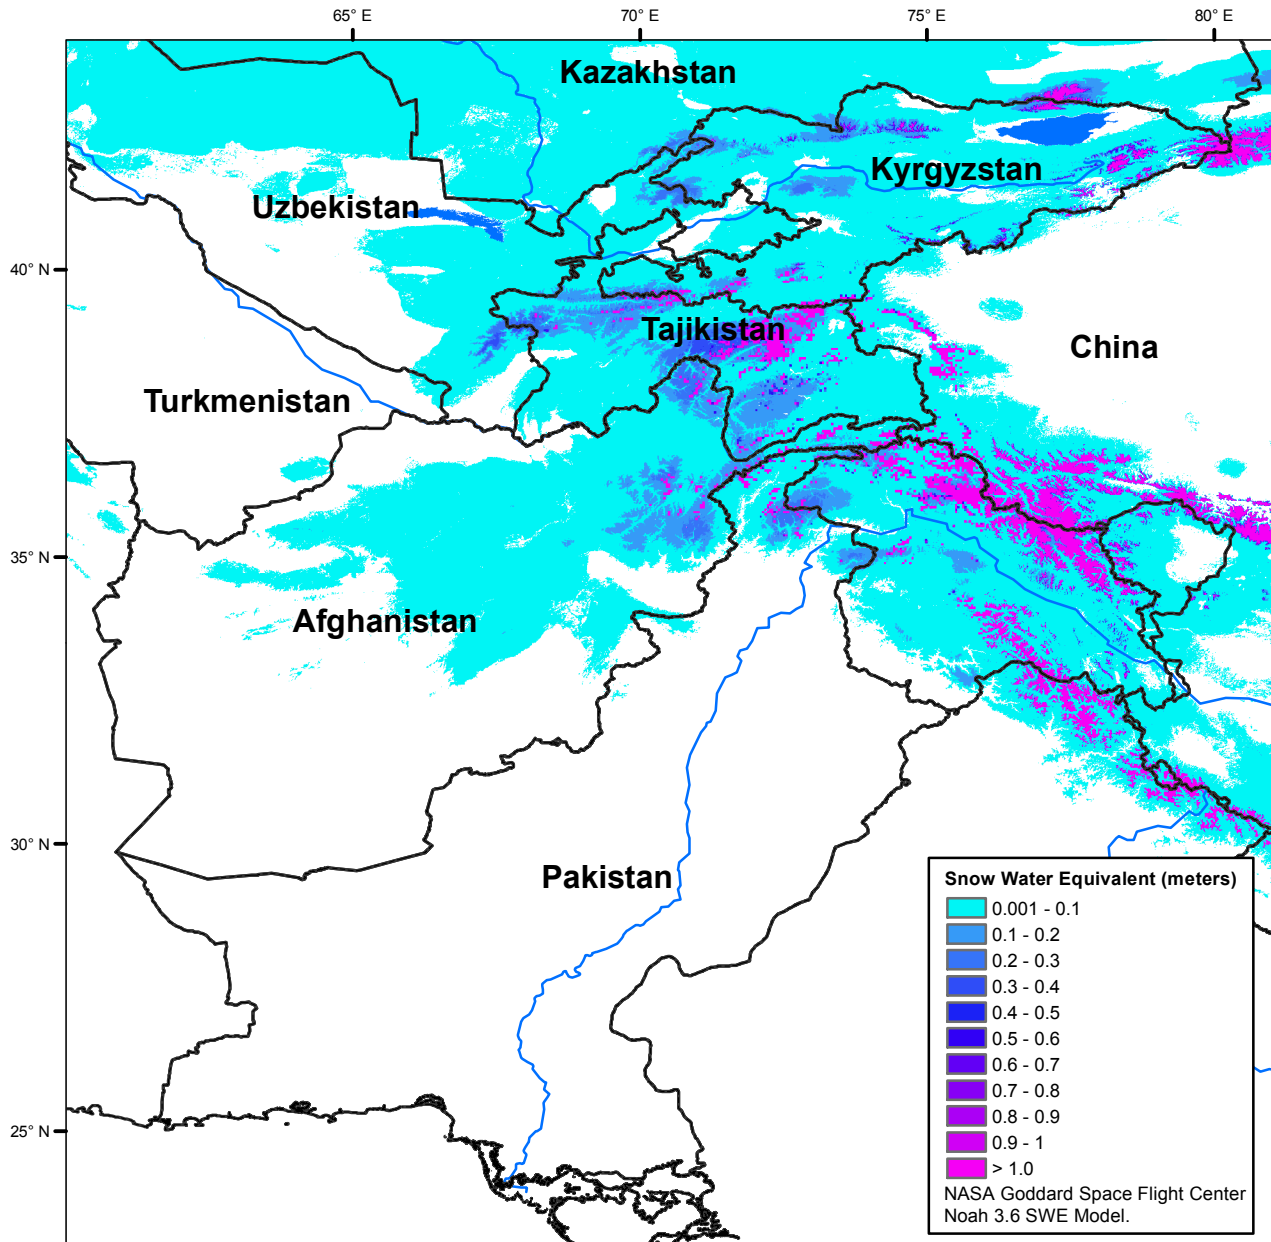 65° E
70° E
75° E
80° E
Kazakhstan
Kyrgyzstan
Uzbekistan
40° N
Tajikistan
China
Turkmenistan
35° N
Afghanistan
30° N
Pakistan
25° N
Snow Water Equivalent (meters)
0.001 - 0.1
0.1 - 0.2
0.2 - 0.3
0.3 - 0.4
0.4 - 0.5
0.5 - 0.6
0.6 - 0.7
0.7 - 0.8
0.8 - 0.9
0.9 - 1
> 1.0
NASA Goddard Space Flight Center
Noah 3.6 SWE Model.